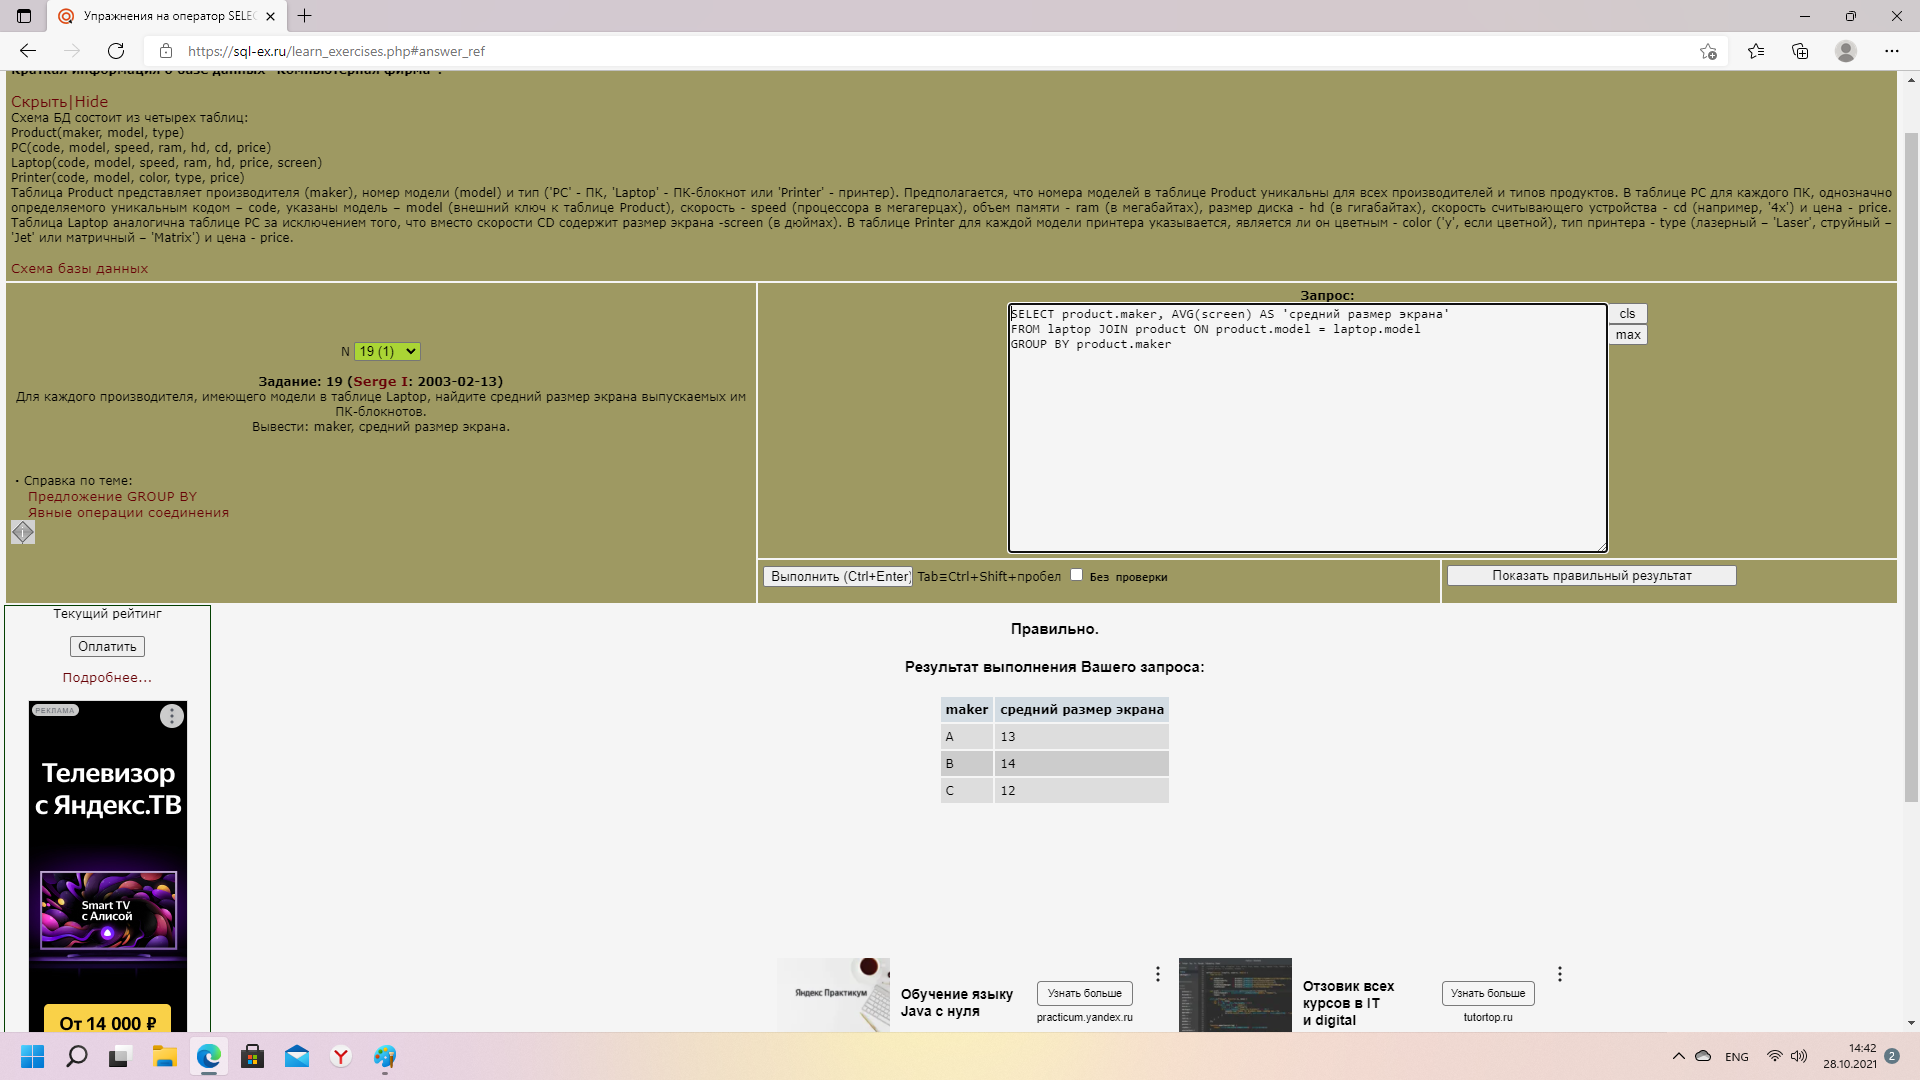 Упражнения на оператор SELEC
https://sql-ex.ru/learn_exercises.php#answer_ref
Краткая информация о базе данных "Компьютерная фирма":
Скрыть|Hide
Схема БД состоит из четырех таблиц:
Product(maker, model, type)
PC(code, model, speed, ram, hd, cd, price)
Laptop(code, model, speed, ram, hd, price, screen)
Printer(code, model, color, type, price)
Таблица Product представляет производителя (maker), номер модели (model) и тип ('PC' - ПК, 'Laptop' - ПК-блокнот или 'Printer' - принтер). Предполагается, что номера моделей в таблице Product уникальны для всех производителей и типов продуктов. В таблице PC для каждого ПК, однозначно
определяемого уникальным кодом – code, указаны модель – model (внешний ключ к таблице Product), скорость - speed (процессора в мегагерцах), объем памяти - ram (в мегабайтах), размер диска - hd (в гигабайтах), скорость считывающего устройства - cd (например, '4x') и цена - price.
Таблица Laptop аналогична таблице PC за исключением того, что вместо скорости CD содержит размер экрана -screen (в дюймах). В таблице Printer для каждой модели принтера указывается, является ли он цветным - color ('y', если цветной), тип принтера - type (лазерный – 'Laser', струйный –
'Jet' или матричный – 'Matrix') и цена - price.
Схема базы данных
N 19 (1)
Задание: 19 (Serge I: 2003-02-13)
Для каждого производителя, имеющего модели в таблице Laptop, найдите средний размер экрана выпускаемых им
ПК-блокнотов.
Вывести: maker, средний размер экрана.
· Справка по теме:
Предложение GROUP BY
Явные операции соединения
Запрос:
SELECT product.maker, AVG(screen) AS 'средний размер экрана'
FROM laptop JOIN product ON product.model = laptop.model
GROUP BY product.maker
cls
max
Выполнить (Ctrl+Enter) Tab≡Ctrl+Shift+пробел Без проверки
Показать правильный результат
Текущий рейтинг
Оплатить
Подробнее...
РЕКЛАМА
Телевизор
с Яндекс.ТВ
Smart TV
с Алисой
От 14 000 ₽
Правильно.
Результат выполнения Вашего запроса:
maker средний размер экрана
A 13
B 14
C 12
Яндекс Практикум
Обучение языку
Java с нуля
Узнать больше
practicum.yandex.ru
Отзовик всех
курсов в IT
и digital
Узнать больше
tutortop.ru
ENG
14:42
28.10.2021
2